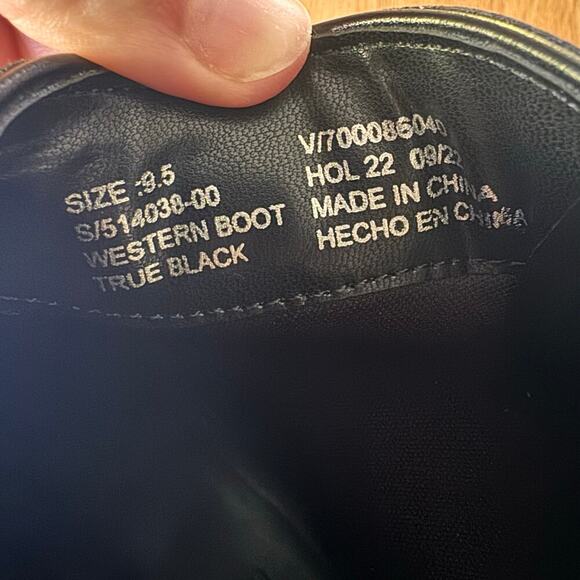 SIZE -9.5
S/514038-00
WESTERN BOOT
TRUE BLACK
V/700086040
HOL 22 09/22
MADE IN CHINA
HECHO EN CHINA